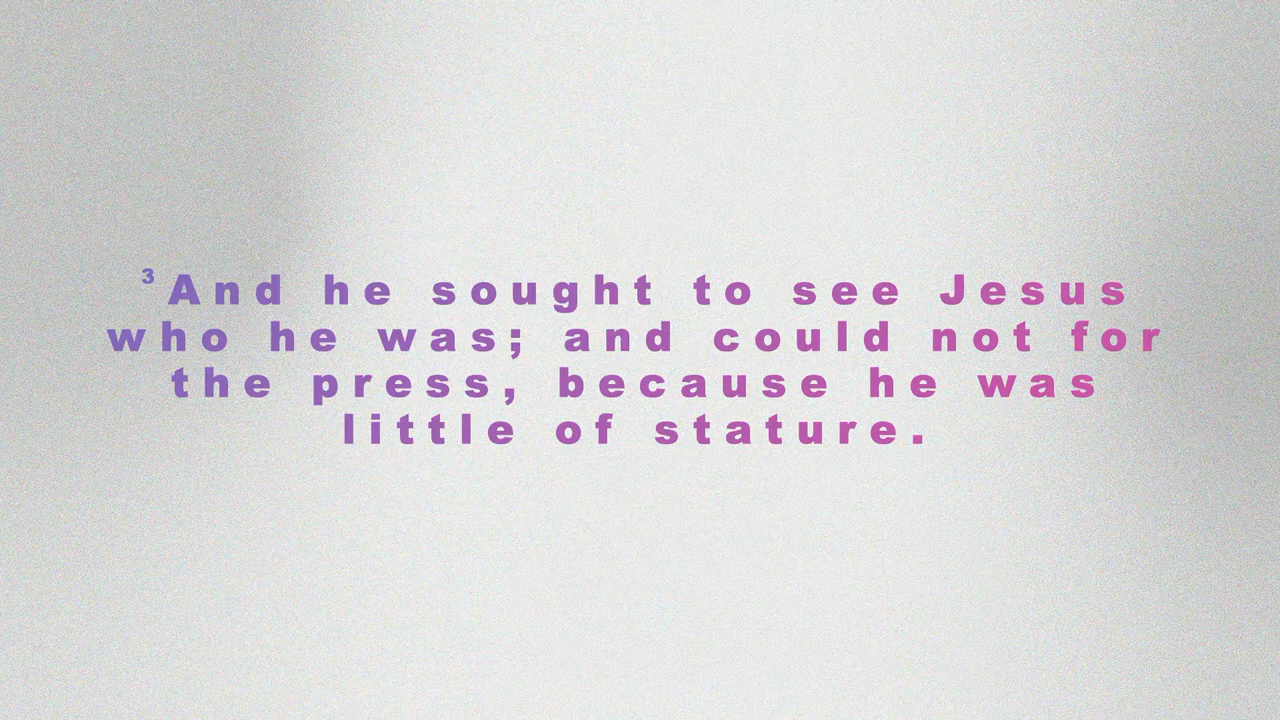 ³And he sought to see Jesus
who he was; and could not for
the press, because he was
little of stature.